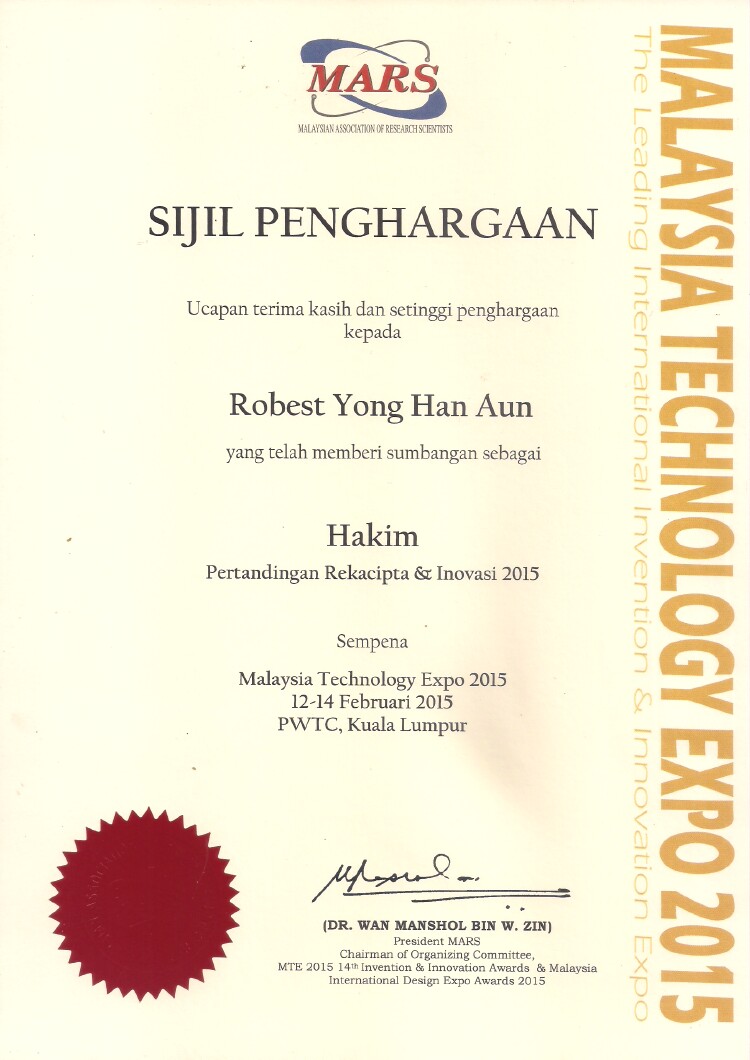 MARS
MALAYSIAN ASSOCIATION OF RESEARCH SCIENTISTS
SIJIL PENGHARGAAN
Ucapan terima kasih dan setinggi penghargaan
kepada
Robest Yong Han Aun
yang telah memberi sumbangan sebagai
Hakim
Pertandingan Rekacipta & Inovasi 2015
Sempena
Malaysia Technology Expo 2015
12-14 Februari 2015
PWTC, Kuala Lumpur
(DR. WAN MANSHOL BIN W. ZIN)
President MARS
Chairman of Organizing Committee,
MTE 2015 14th Invention & Innovation Awards & Malaysia
International Design Expo Awards 2015
MALAYSIA TECHNOLOGY EXPO 2015
The Leading International Invention & Innovation Expo